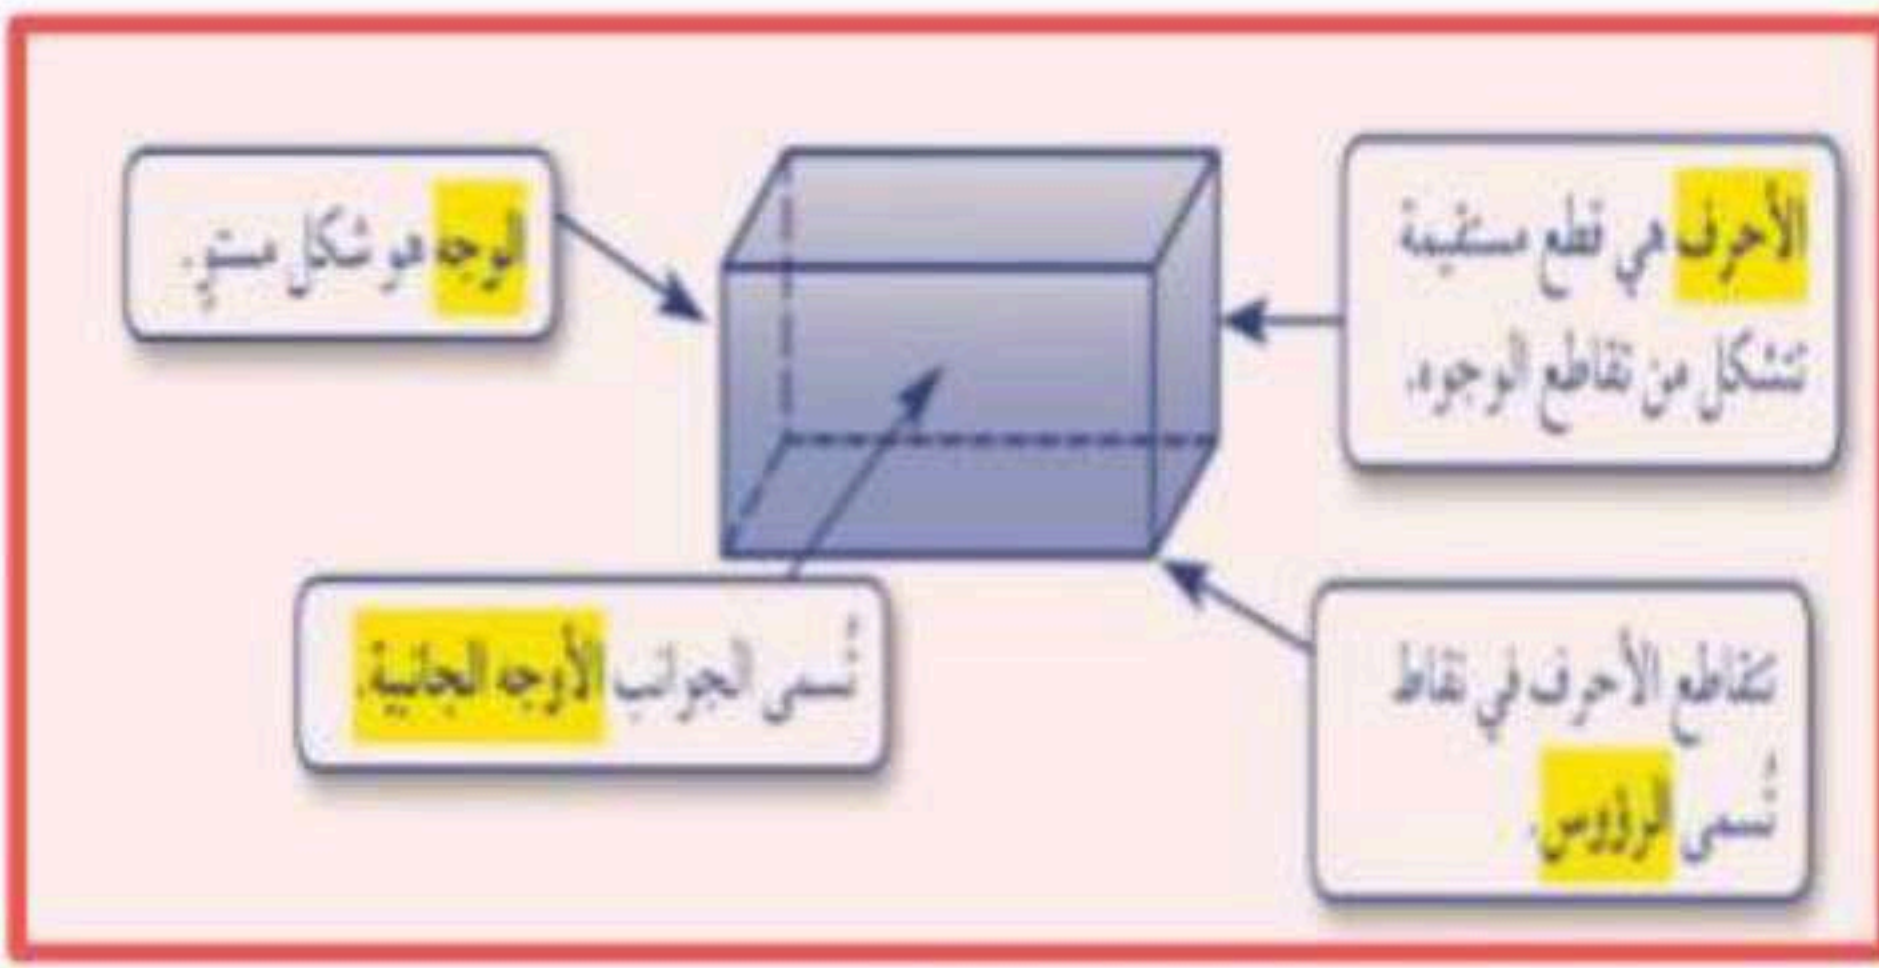 الأحرف هي قطع مستقيمة
تتشكل من تقاطع الوجوه.
الوجه هو شكل مستوٍ.
تتقاطع الأحرف في نقاط
تُسمى الرؤوس.
تُسمى الجوانب الأوجه الجانبية.